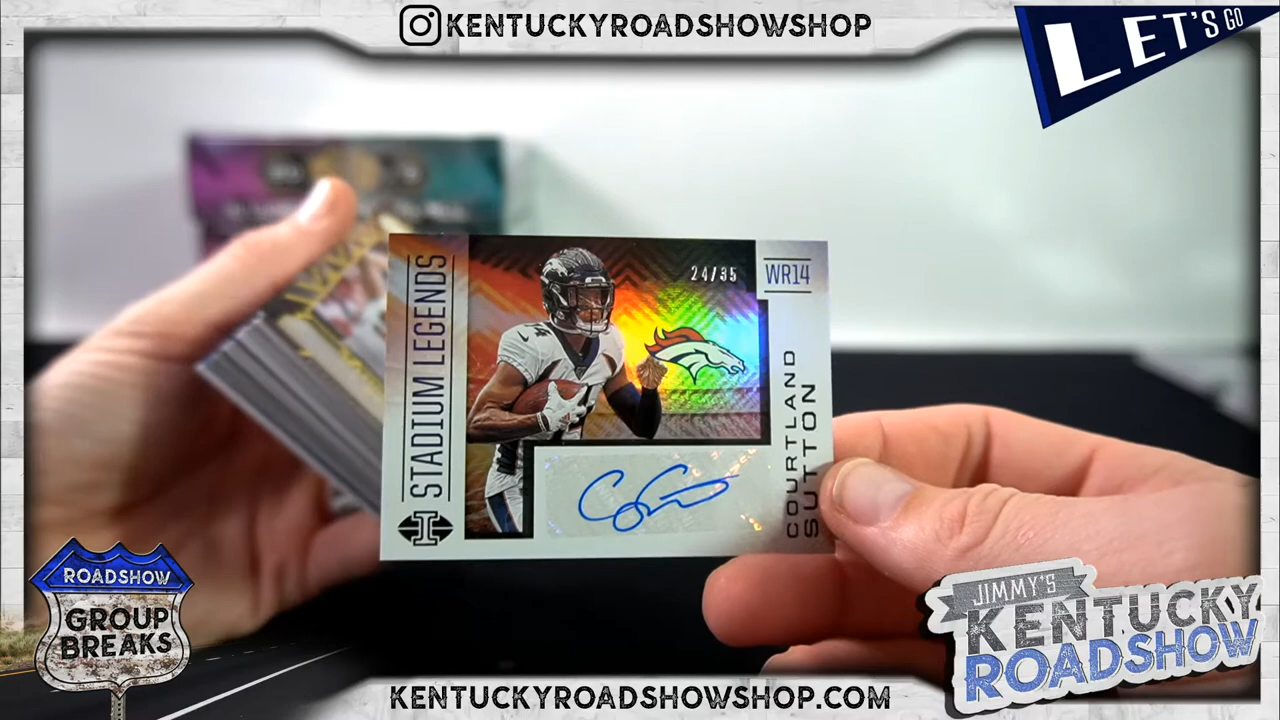 KENTUCKYROADSHOWSHOP
LET'S GO
STADIUM LEGENDS
24/35
WR14
COURTLAND
SUTTON
I
ROADSHOW
GROUP
BREAKS
JIMMY'S
KENTUCKY
ROADSHOW
KENTUCKYROADSHOWSHOP.COM